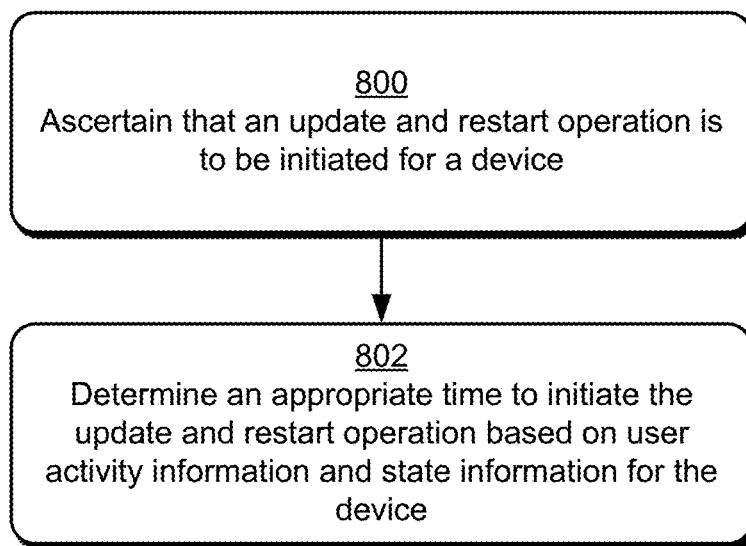 800
Ascertain that an update and restart operation is
to be initiated for a device
802
Determine an appropriate time to initiate the
update and restart operation based on user
activity information and state information for the
device